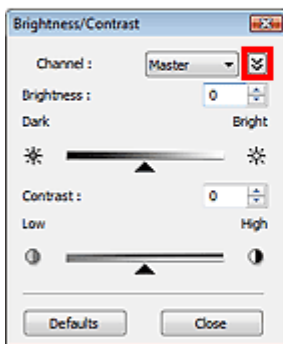 Brightness/Contrast
Channel : Master
Brightness : 0
Dark Bright
Contrast : 0
Low High
Defaults Close